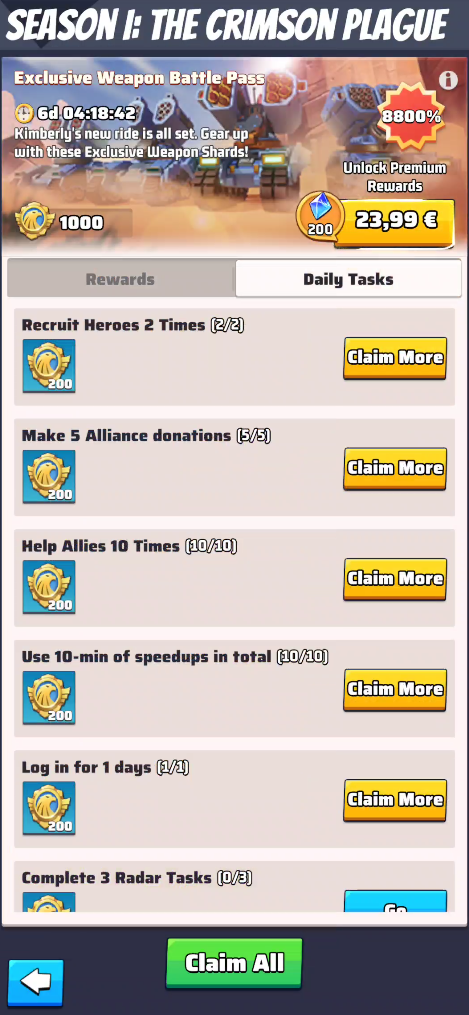 SEASON 1: THE CRIMSON PLAGUE
Exclusive Weapon Battle Pass
i
6d 04:18:42
8800%
Kimberly's new ride is all set. Gear up
with these Exclusive Weapon Shards!
Unlock Premium
Rewards
1000
200
23,99 €
Rewards
Daily Tasks
Recruit Heroes 2 Times (2/2)
200
Claim More
Make 5 Alliance donations (5/5)
200
Claim More
Help Allies 10 Times (10/10)
200
Claim More
Use 10-min of speedups in total (10/10)
200
Claim More
Log in for 1 days (1/1)
200
Claim More
Complete 3 Radar Tasks (0/3)
Go
Claim All